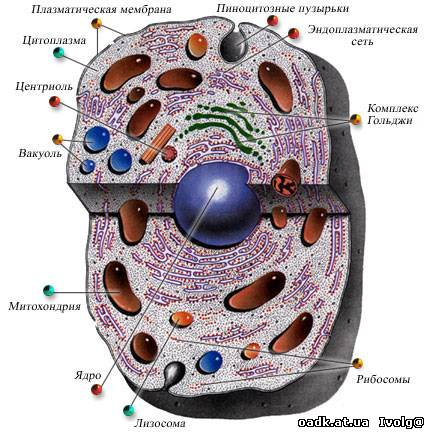 Плазматическая мембрана
Пиноцитозные пузырьки
Цитоплазма
Эндоплазматическая
сеть
Центриоль
Комплекс
Гольджи
Вакуоль
Митохондрия
Ядро
Рибосомы
Лизосома
oadk.at.ua Ivolg@